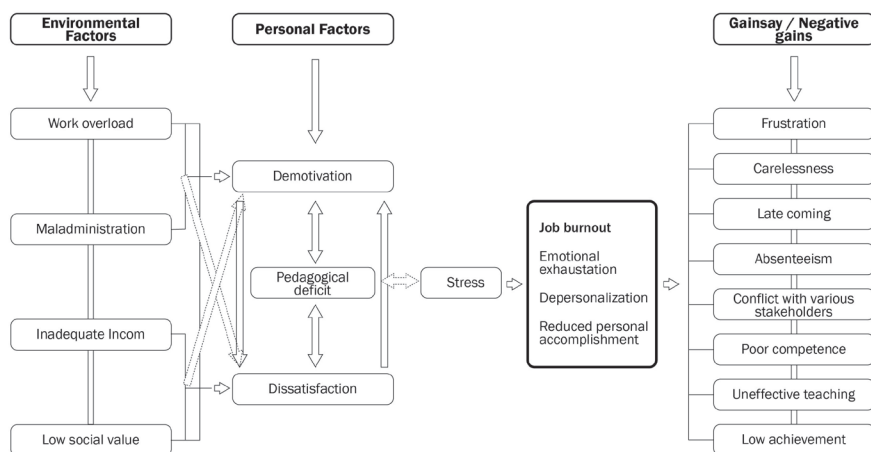 Environmental
Factors
Work overload
Maladministration
Inadequate Incom
Low social value
Personal Factors
Demotivation
Pedagogical
deficit
Dissatisfaction
Stress
Job burnout
Emotional
exhaustion
Depersonalization
Reduced personal
accomplishment
Gainsay / Negative
gains
Frustration
Carelessness
Late coming
Absenteeism
Conflict with various
stakeholders
Poor competence
Uneffective teaching
Low achievement